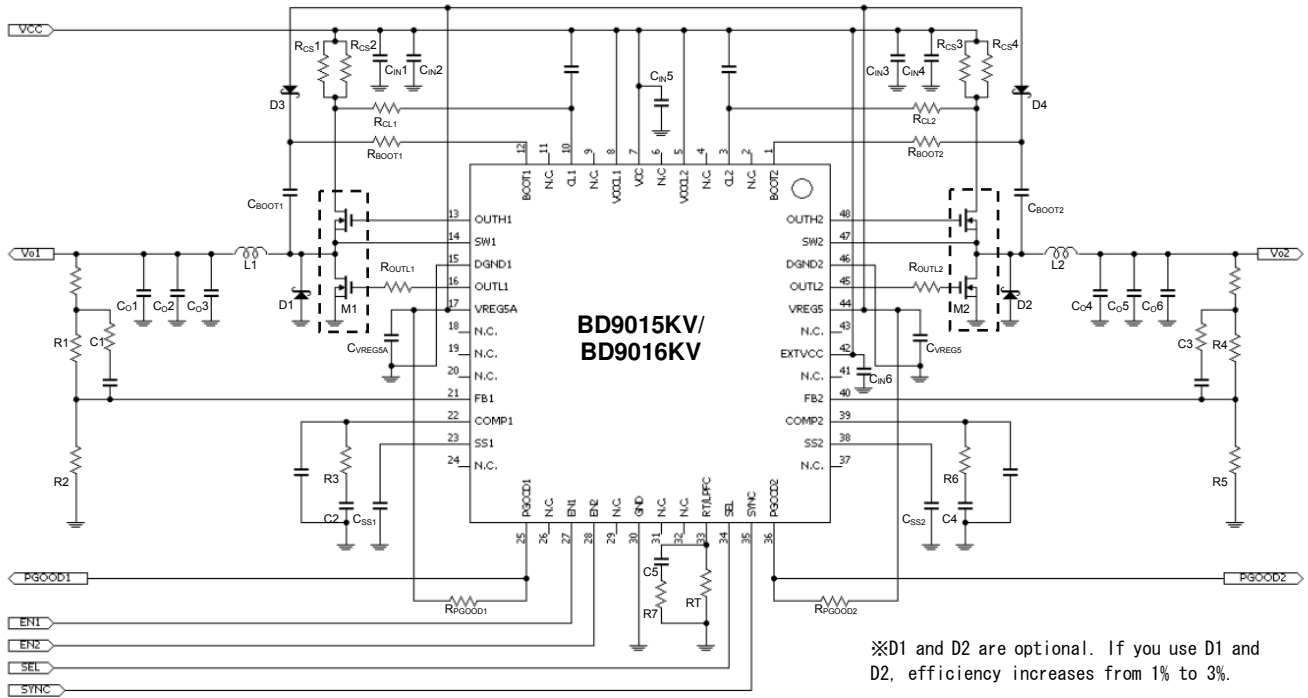 VCC
RCS1
RCS2
CIN1
CIN2
CIN5
CIN3
CIN4
RCS3
RCS4
D3
D4
RCL1
RCL2
RBOOT1
RBOOT2
12
11
10
9
8
7
6
5
4
3
2
1
BOOT1
N.C.
CL1
N.C.
VCCCL1
VCC
N.C
VCCCL2
N.C.
CL2
N.C.
BOOT2
CBOOT1
CBOOT2
Vo1
L1
CO1
CO2
CO3
D1
M1
ROUTL1
R1
C1
CVREG5A
R2
R3
C2
CSS1
13 OUTH1
14 SW1
15 DGND1
16 OUTL1
17 VREG5A
18 N.C.
19 N.C.
20 N.C.
21 FB1
22 COMP1
23 SS1
24 N.C.
BD9015KV/
BD9016KV
OUTH2 48
SW2 47
DGND2 46
OUTL2 45
VREG5 44
N.C. 43
EXTVCC 42
N.C. 41
FB2 40
COMP2 39
SS2 38
N.C. 37
ROUTL2
M2
D2
L2
Vo2
CO4
CO5
CO6
CVREG5
CIN6
C3
R4
R5
R6
C4
CSS2
PGOOD1
N.C.
EN1
EN2
N.C.
GND
N.C.
N.C.
RT/LPFC
SEL
SYNC
PGOOD2
25
26
27
28
29
30
31
32
33
34
35
36
C5
R7
RT
PGOOD1
PGOOD2
RPGOOD1
RPGOOD2
EN1
EN2
SEL
SYNC
※D1 and D2 are optional. If you use D1 and
D2, efficiency increases from 1% to 3%.